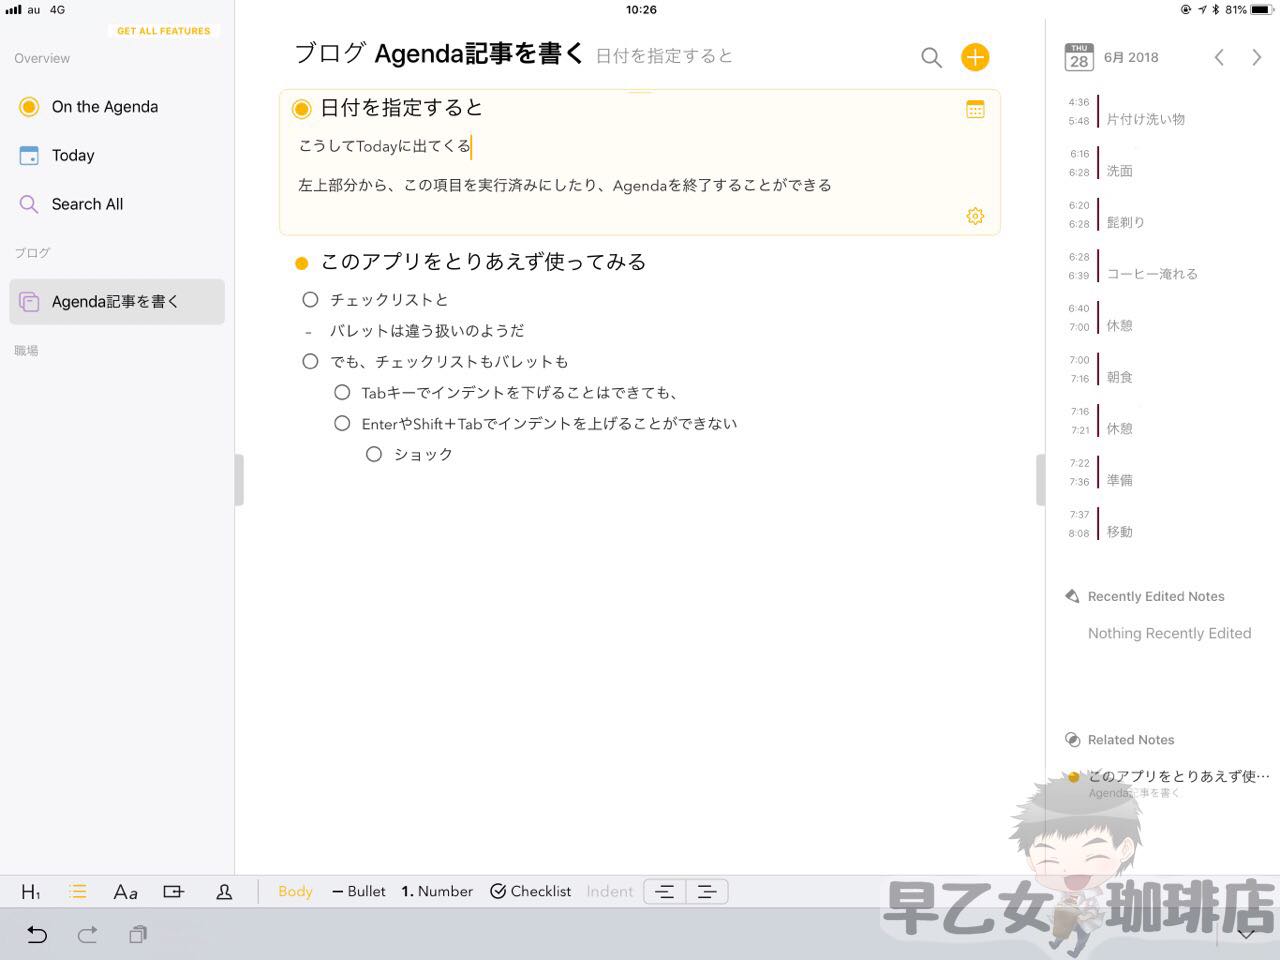 au 4G
10:26
81%
GET ALL FEATURES
Overview
On the Agenda
Today
Search All
ブログ
Agenda記事を書く
職場
ブログ Agenda記事を書く 日付を指定すると
日付を指定すると
こうしてTodayに出てくる
左上部分から、この項目を実行済みにしたり、Agendaを終了することができる
このアプリをとりあえず使ってみる
チェックリストと
- バレットは違う扱いのようだ
でも、チェックリストもバレットも
Tabキーでインデントを下げることはできても、
EnterやShift+Tabでインデントを上げることができない
ショック
THU
28
6月 2018
4:36
5:48 片付け洗い物
6:16
6:28 洗面
6:20
6:28 髭剃り
6:28
6:39 コーヒー淹れる
6:40
7:00 休憩
7:00
7:16 朝食
7:16
7:21 休憩
7:22
7:36 準備
7:37
8:08 移動
Recently Edited Notes
Nothing Recently Edited
Related Notes
このアプリをとりあえず使…
Agenda記事を書く
H1 Aa Body – Bullet 1. Number Checklist Indent
早乙女珈琲店